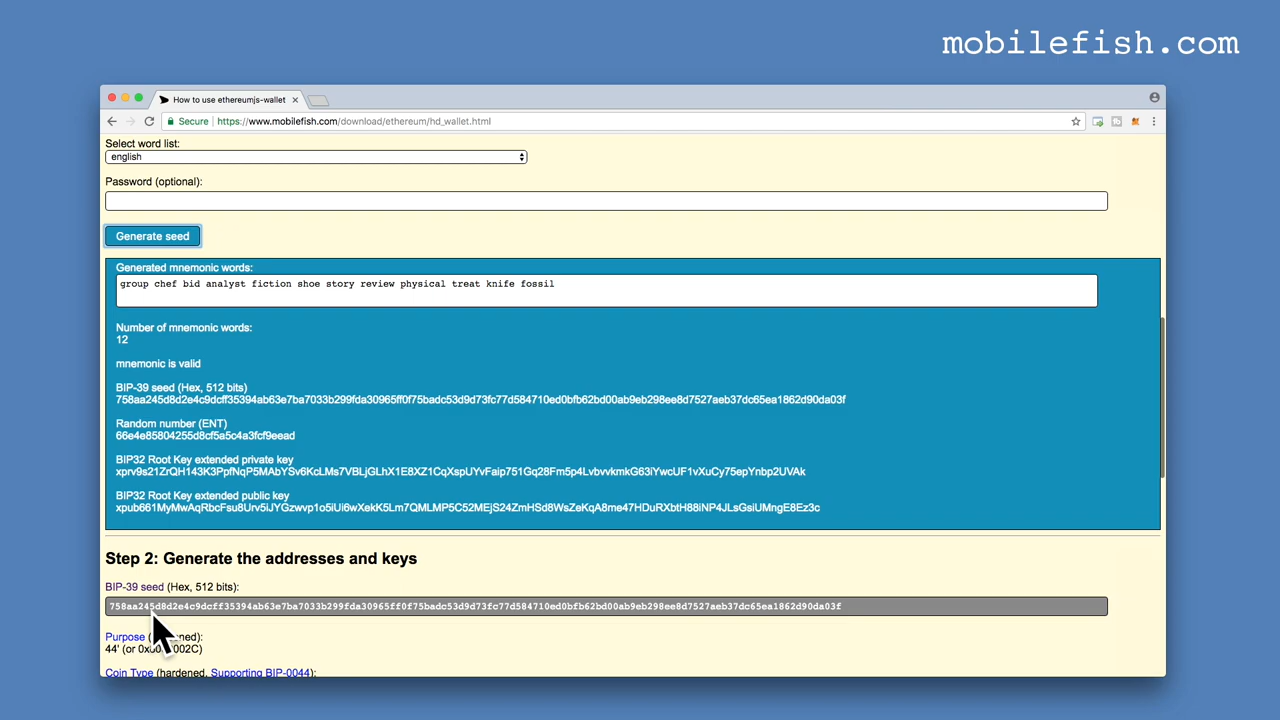 mobilefish.com
How to use ethereumjs-wallet
Secure https://www.mobilefish.com/download/ethereum/hd_wallet.html
Select word list:
english
Password (optional):
Generate seed
Generated mnemonic words:
group chef bid analyst fiction shoe story review physical treat knife fossil
Number of mnemonic words:
12
mnemonic is valid
BIP-39 seed (Hex, 512 bits)
758aa245d8d2e4c9dcff35394ab63e7ba7033b299fda30965ff0f75badc53d9d73fc77d584710ed0bfb62bd00ab9eb298ee8d7527aeb37dc65ea1862d90da03f
Random number (ENT)
66e4e85804255d8cf5a5c4a3fcf9eead
BIP32 Root Key extended private key
xprv9s21ZrQH143K3PpfNqP5MAbYSv6KcLMs7VBLjGLhX1E8XZ1CqXspUYvFaip751Gq28Fm5p4LvbvvkmkG63iYwcUF1vXuCy75epYnbp2UVAk
BIP32 Root Key extended public key
xpub661MyMwAqRbcFsu8Urv5iJYGzwvp1o5iUi6wXekK5Lm7QMLMP5C52MEjS24ZmHSd8WsZeKqA8me47HDuRXbtH88iNP4JLsGsiUMngE8Ez3c
Step 2: Generate the addresses and keys
BIP-39 seed (Hex, 512 bits):
758aa245d8d2e4c9dcff35394ab63e7ba7033b299fda30965ff0f75badc53d9d73fc77d584710ed0bfb62bd00ab9eb298ee8d7527aeb37dc65ea1862d90da03f
Purpose
44' (or
Coin Type (hardened, Supporting BIP-0044):